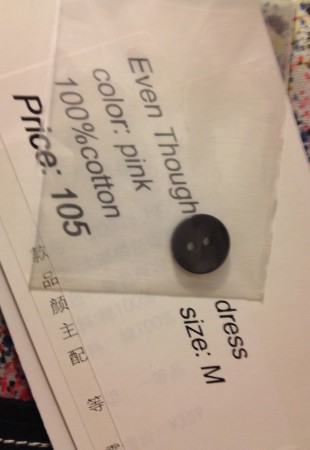 Even Though dress
color: pink size: M
100%cotton
Price: 105
款
品
颜
主
配